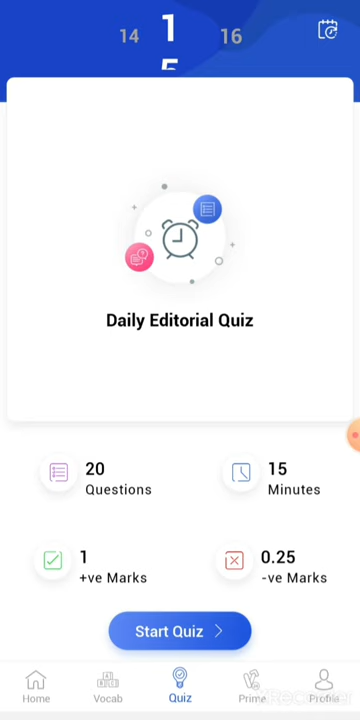 14 15 16
Daily Editorial Quiz
20
Questions
15
Minutes
1
+ve Marks
0.25
-ve Marks
Start Quiz
Home
Vocab
Quiz
Prime
Profile